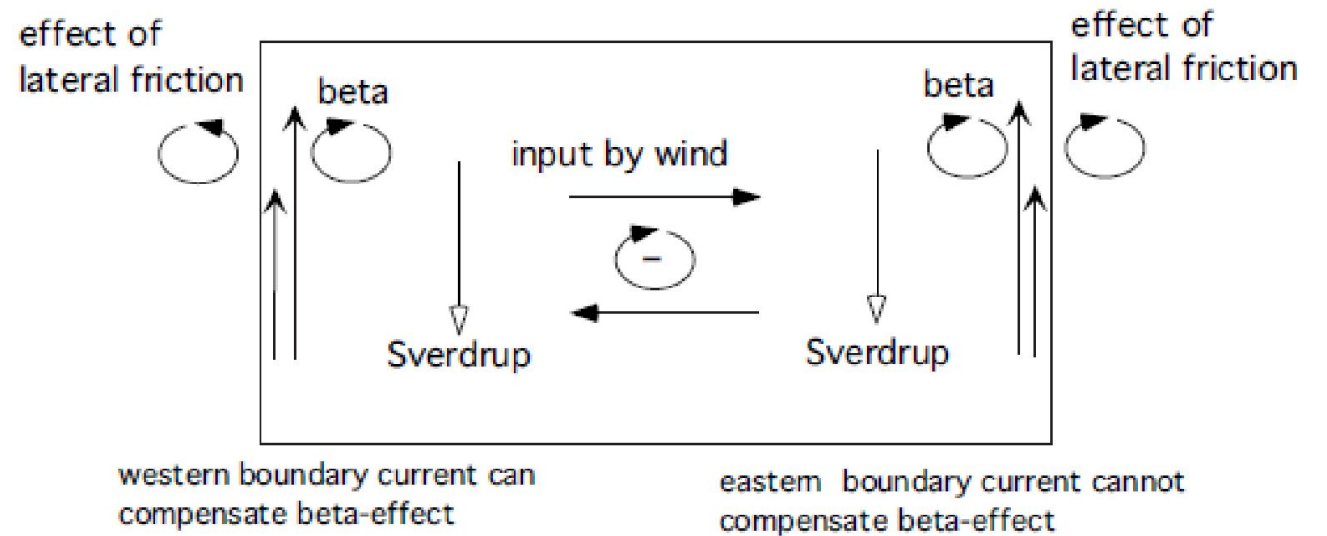 effect of
lateral friction
beta
input by wind
–
Sverdrup
beta
effect of
lateral friction
Sverdrup
western boundary current can
compensate beta-effect
eastern boundary current cannot
compensate beta-effect